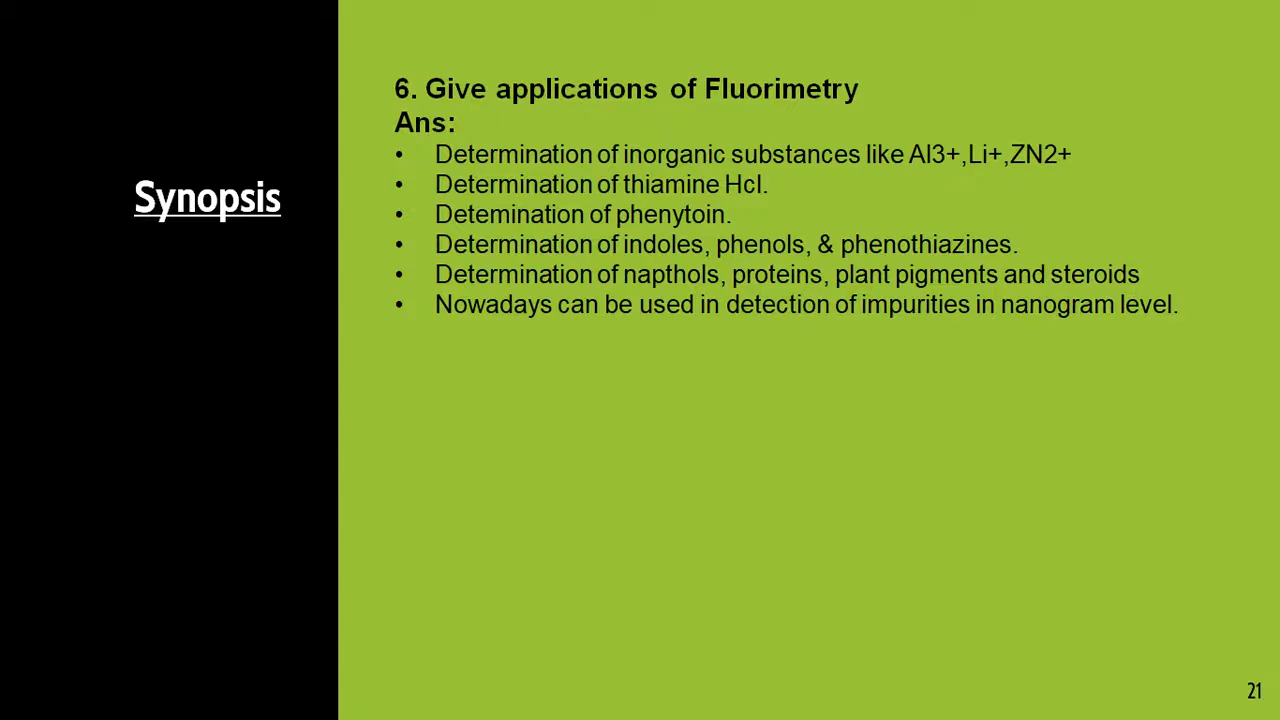 Synopsis
6. Give applications of Fluorimetry
Ans:
• Determination of inorganic substances like Al3+,Li+,ZN2+
• Determination of thiamine Hcl.
• Detemination of phenytoin.
• Determination of indoles, phenols, & phenothiazines.
• Determination of napthols, proteins, plant pigments and steroids
• Nowadays can be used in detection of impurities in nanogram level.
21